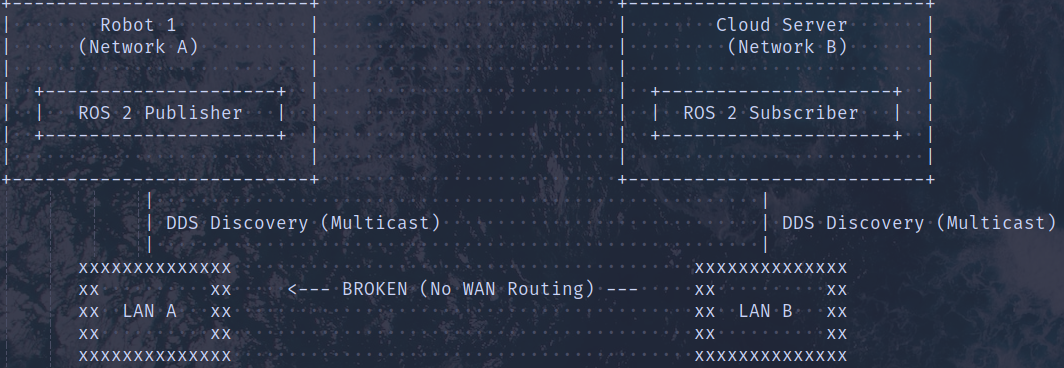 Robot 1 Cloud Server
(Network A) (Network B)
ROS 2 Publisher ROS 2 Subscriber
DDS Discovery (Multicast) DDS Discovery (Multicast)
xxxxxxxxxxxxxx xxxxxxxxxxxxxx
xx xx <--- BROKEN (No WAN Routing) --- xx xx
xx LAN A xx xx LAN B xx
xx xx xx xx
xxxxxxxxxxxxxx xxxxxxxxxxxxxx